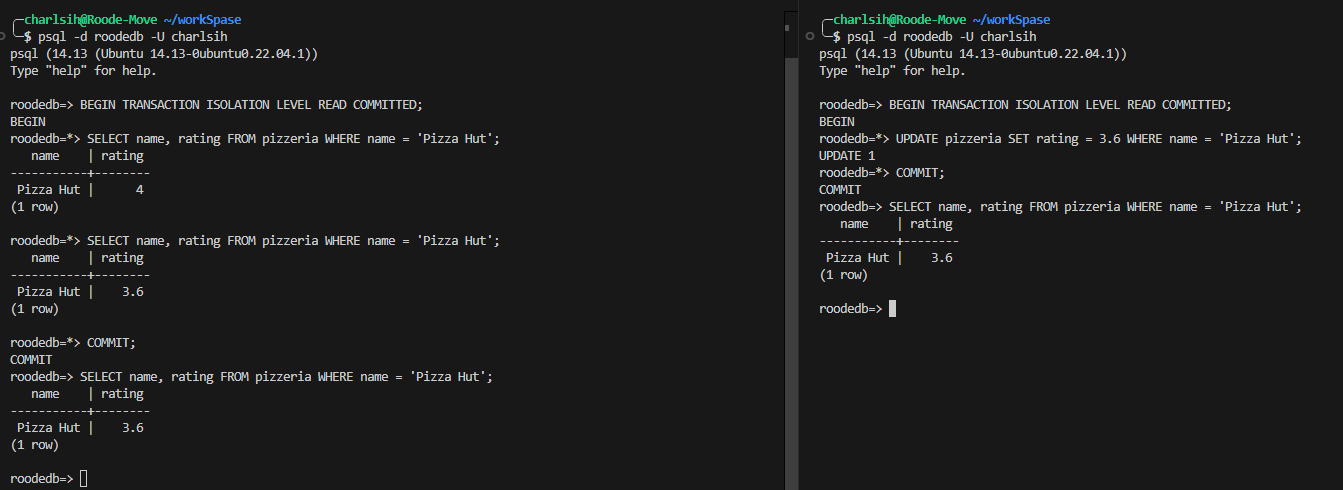 charlsih@Roode-Move ~/workSpase
$ psql -d roodedb -U charlsih
psql (14.13 (Ubuntu 14.13-0ubuntu0.22.04.1))
Type "help" for help.
roodedb=> BEGIN TRANSACTION ISOLATION LEVEL READ COMMITTED;
BEGIN
roodedb=*> SELECT name, rating FROM pizzeria WHERE name = 'Pizza Hut';
   name    | rating
-----------+--------
 Pizza Hut |      4
(1 row)
roodedb=*> SELECT name, rating FROM pizzeria WHERE name = 'Pizza Hut';
   name    | rating
-----------+--------
 Pizza Hut |    3.6
(1 row)
roodedb=*> COMMIT;
COMMIT
roodedb=> SELECT name, rating FROM pizzeria WHERE name = 'Pizza Hut';
   name    | rating
-----------+--------
 Pizza Hut |    3.6
(1 row)
roodedb=>
charlsih@Roode-Move ~/workSpase
$ psql -d roodedb -U charlsih
psql (14.13 (Ubuntu 14.13-0ubuntu0.22.04.1))
Type "help" for help.
roodedb=> BEGIN TRANSACTION ISOLATION LEVEL READ COMMITTED;
BEGIN
roodedb=*> UPDATE pizzeria SET rating = 3.6 WHERE name = 'Pizza Hut';
UPDATE 1
roodedb=*> COMMIT;
COMMIT
roodedb=> SELECT name, rating FROM pizzeria WHERE name = 'Pizza Hut';
   name    | rating
-----------+--------
 Pizza Hut |    3.6
(1 row)
roodedb=>